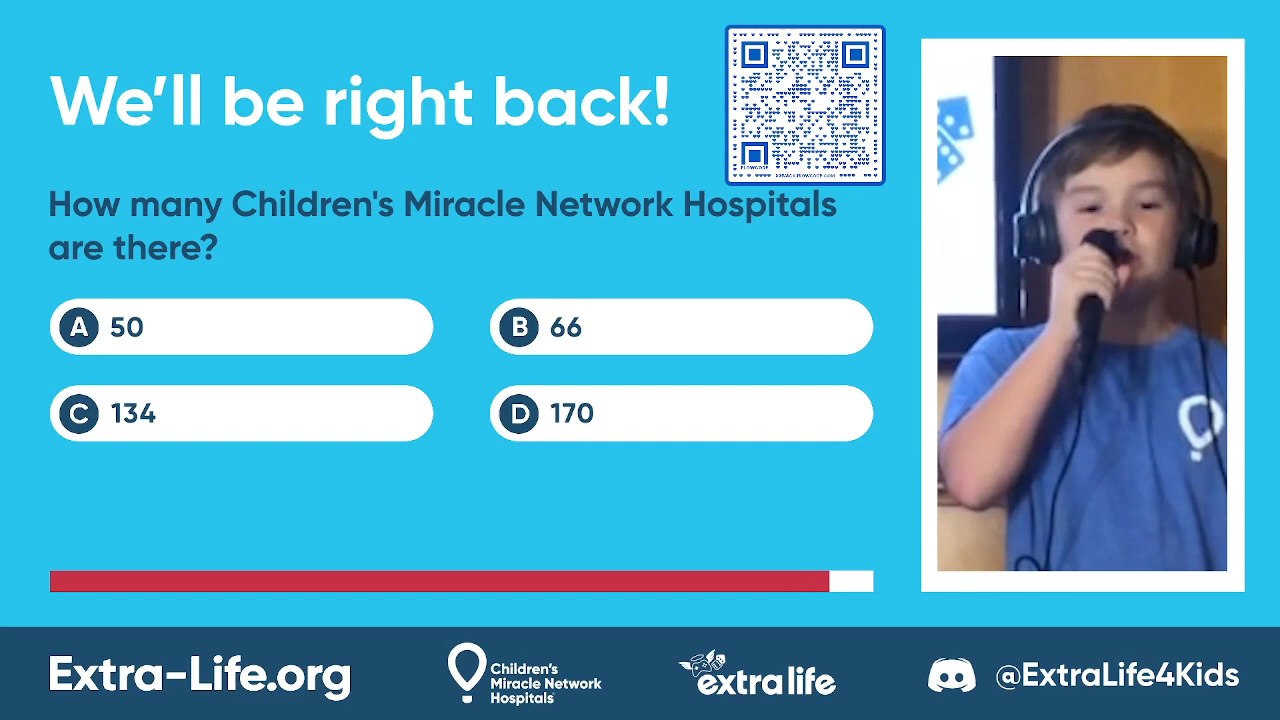 We'll be right back!
FLOWCODE
How many Children's Miracle Network Hospitals
are there?
A 50
B 66
C 134
D 170
Extra-Life.org
Children's
Miracle Network
Hospitals
extra life
@ExtraLife4Kids